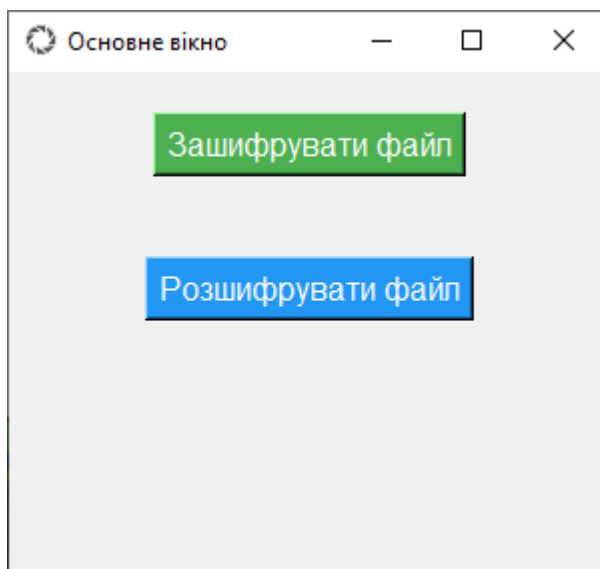 Основне вікно
Зашифрувати файл
Розшифрувати файл